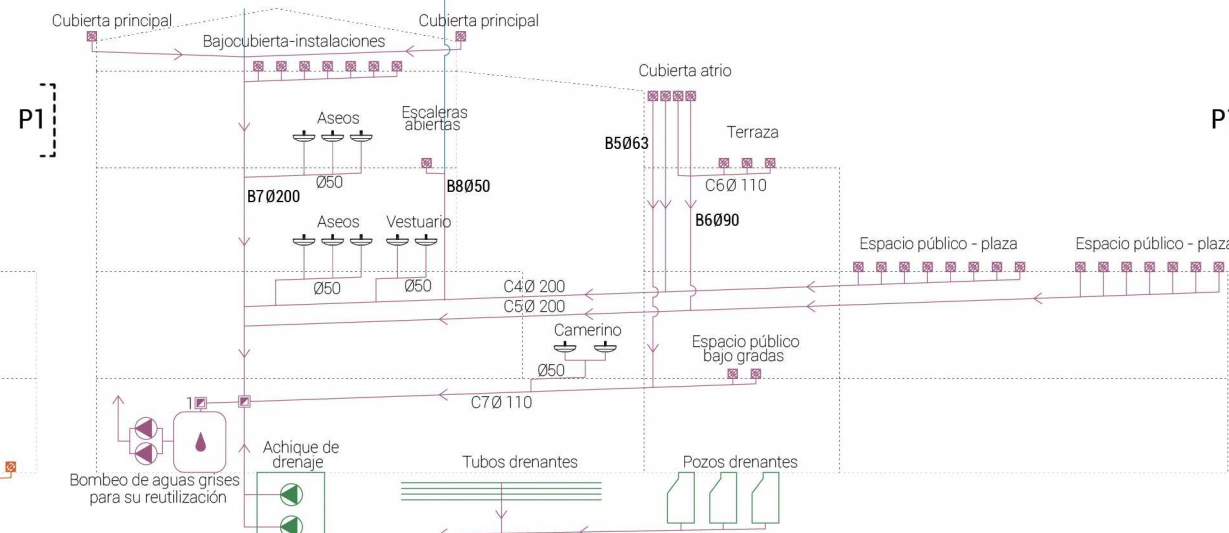 Cubierta principal
Cubierta principal
Bajocubierta-instalaciones
Cubierta atrio
P1
Aseos
Escaleras
abiertas
B5Ø63
Terraza
Ø50
B7Ø200
B8Ø50
C6Ø 110
B6Ø90
Aseos
Vestuario
Espacio público - plaza
Espacio público - plaza
Ø50
Ø50
C4Ø 200
C5Ø 200
Camerino
Espacio público
bajo gradas
Ø50
C7Ø 110
1
Achique de
drenaje
Tubos drenantes
Pozos drenantes
Bombeo de aguas grises
para su reutilización